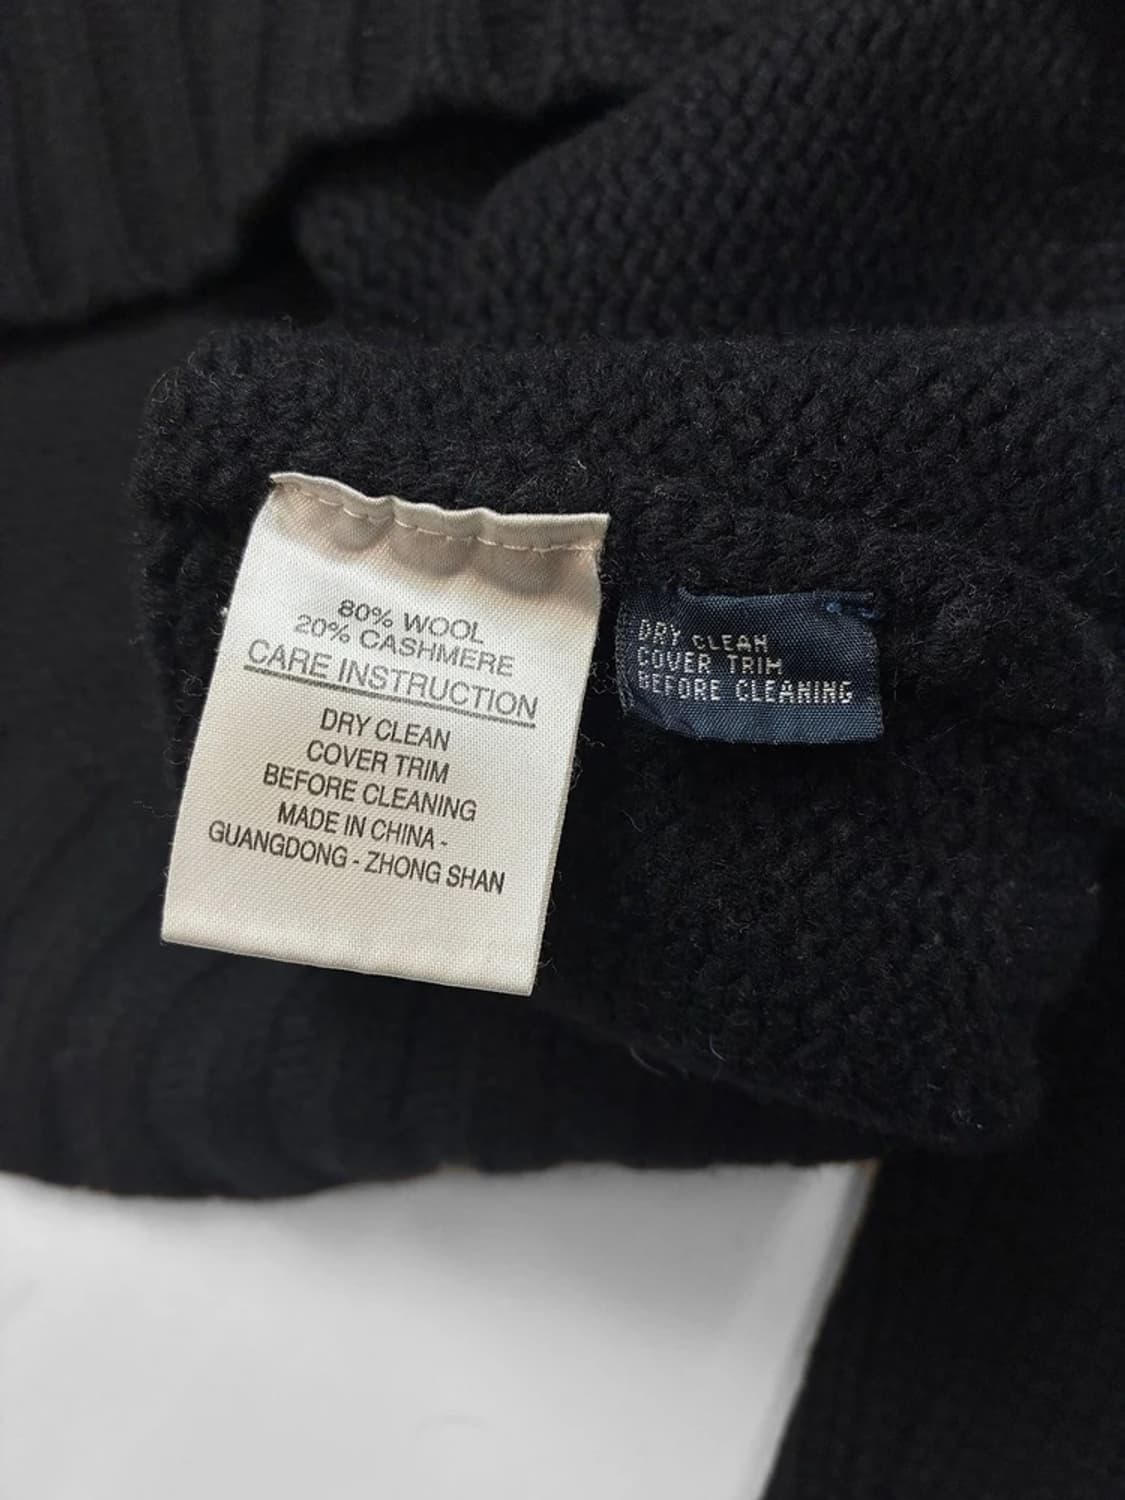 80% WOOL
20% CASHMERE
CARE INSTRUCTION
DRY CLEAN
COVER TRIM
BEFORE CLEANING
MADE IN CHINA -
GUANGDONG - ZHONG SHAN
DRY CLEAN
COVER TRIM
BEFORE CLEANING